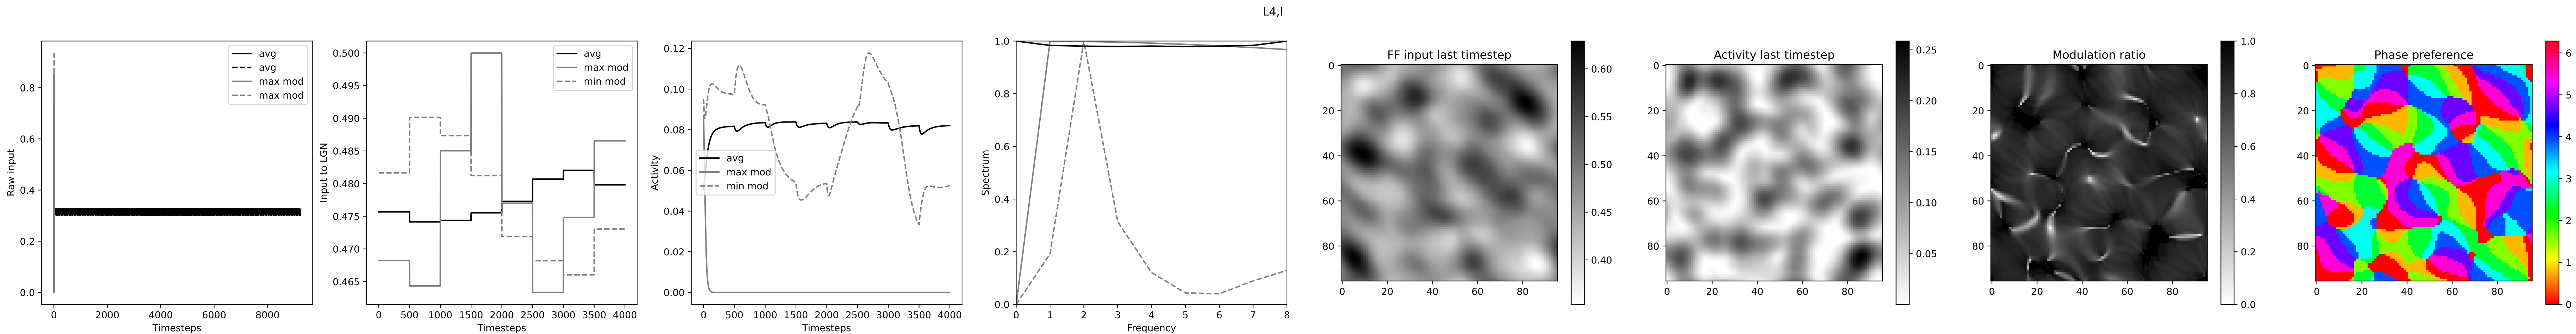 L4,I
Raw input
0.8
0.6
0.4
0.2
0.0
avg
avg
max mod
max mod
0 2000 4000 6000 8000
Timesteps
Input to LGN
0.500
0.495
0.490
0.485
0.480
0.475
0.470
0.465
avg
max mod
min mod
0 500 1000 1500 2000 2500 3000 3500 4000
Timesteps
Activity
0.12
0.10
0.08
0.06
0.04
0.02
0.00
avg
max mod
min mod
0 500 1000 1500 2000 2500 3000 3500 4000
Timesteps
Spectrum
1.0
0.8
0.6
0.4
0.2
0.0
0 1 2 3 4 5 6 7 8
Frequency
FF input last timestep
0
20
40
60
80
0 20 40 60 80
0.60
0.55
0.50
0.45
0.40
Activity last timestep
0
20
40
60
80
0 20 40 60 80
0.25
0.20
0.15
0.10
0.05
Modulation ratio
0
20
40
60
80
0 20 40 60 80
1.0
0.8
0.6
0.4
0.2
0.0
Phase preference
0
20
40
60
80
0 20 40 60 80
6
5
4
3
2
1
0